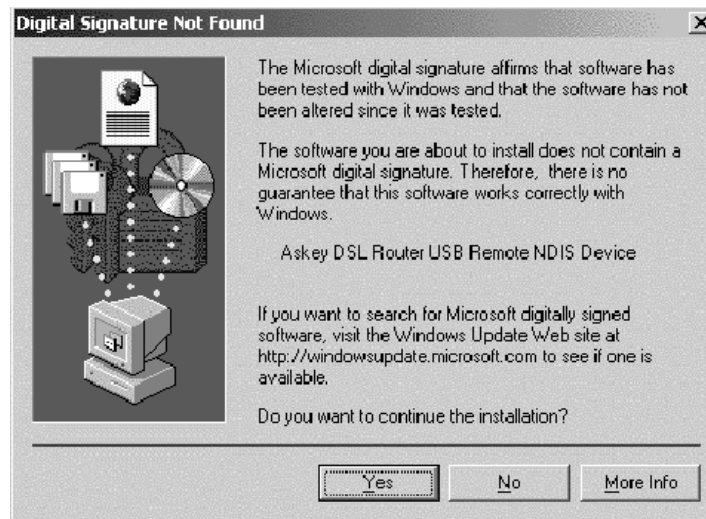 Digital Signature Not Found
The Microsoft digital signature affirms that software has
been tested with Windows and that the software has not
been altered since it was tested.
The software you are about to install does not contain a
Microsoft digital signature. Therefore, there is no
guarantee that this software works correctly with
Windows.
Askey DSL Router USB Remote NDIS Device
If you want to search for Microsoft digitally signed
software, visit the Windows Update Web site at
http://windowsupdate.microsoft.com to see if one is
available.
Do you want to continue the installation?
Yes No More Info